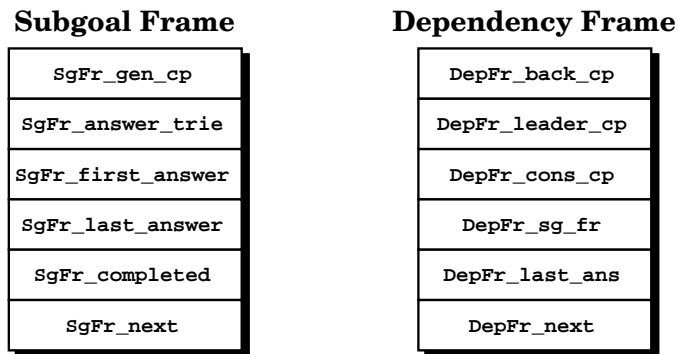 Subgoal Frame
SgFr_gen_cp
SgFr_answer_trie
SgFr_first_answer
SgFr_last_answer
SgFr_completed
SgFr_next
Dependency Frame
DepFr_back_cp
DepFr_leader_cp
DepFr_cons_cp
DepFr_sg_fr
DepFr_last_ans
DepFr_next